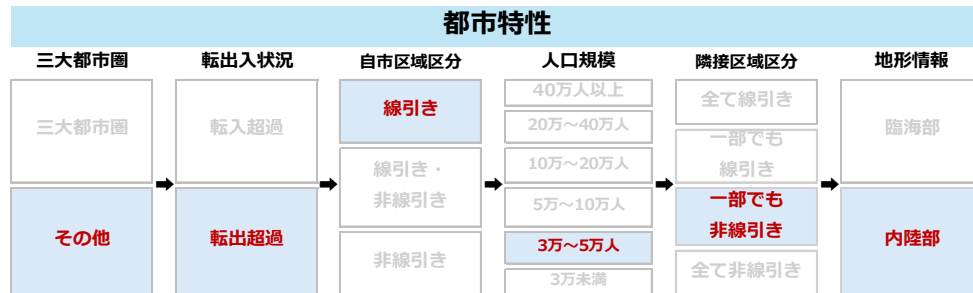 都市特性
三大都市圏
転出入状況
自市区域区分
人口規模
隣接区域区分
地形情報
三大都市圏
その他
転入超過
転出超過
線引き
線引き・
非線引き
非線引き
40万人以上
20万～40万人
10万～20万人
5万～10万人
3万～5万人
3万未満
全て線引き
一部でも
線引き
一部でも
非線引き
全て非線引き
臨海部
内陸部